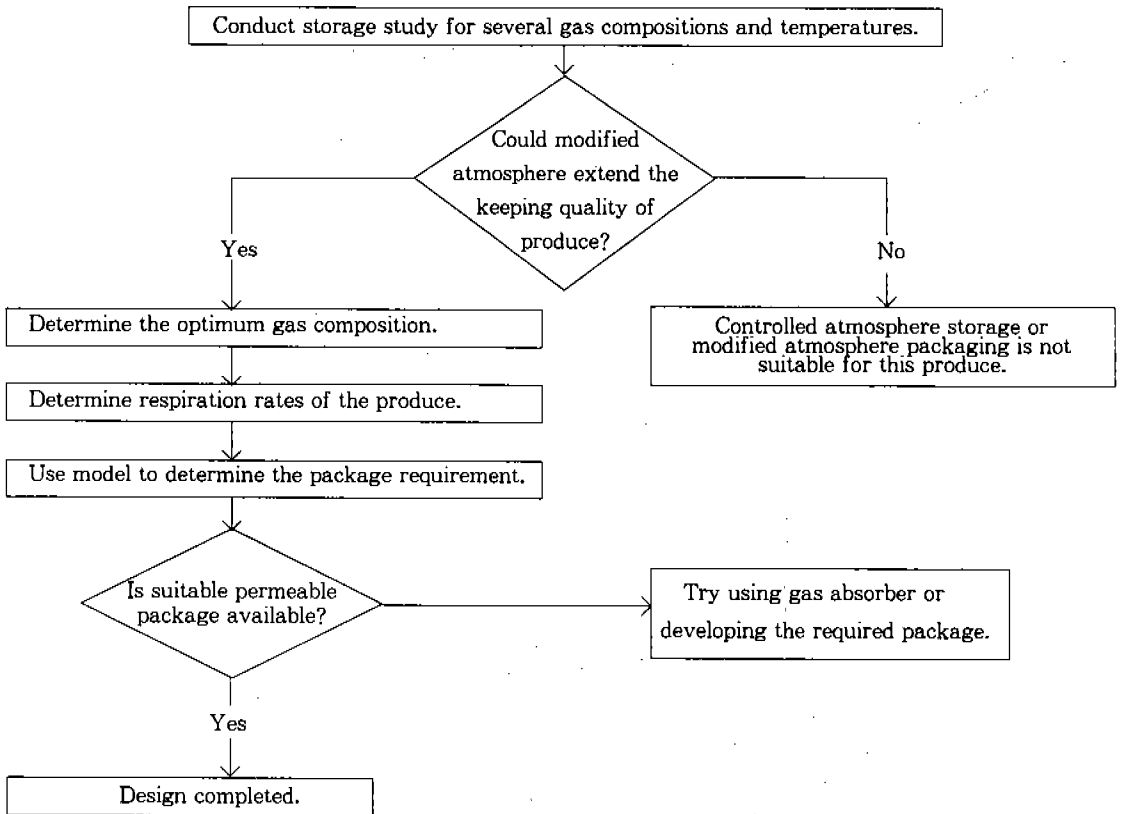 Conduct storage study for several gas compositions and temperatures.
Could modified
atmosphere extend the
keeping quality of
produce?
Yes
No
Determine the optimum gas composition.
Controlled atmosphere storage or
modified atmosphere packaging is not
suitable for this produce.
Determine respiration rates of the produce.
Use model to determine the package requirement.
Is suitable permeable
package available?
Try using gas absorber or
developing the required package.
Yes
Design completed.